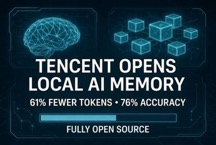 TENCENT OPENS
LOCAL AI MEMORY
61% FEWER TOKENS • 76% ACCURACY
FULLY OPEN SOURCE